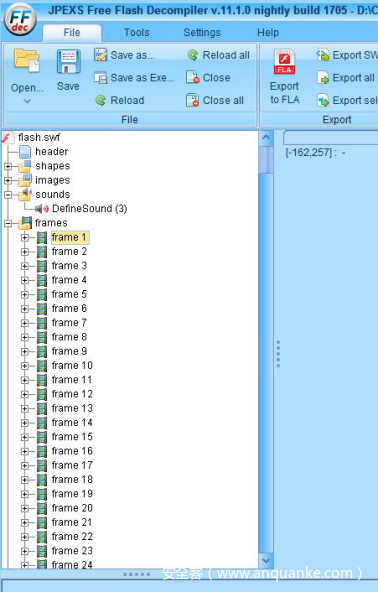 FF
dec
JPEXS Free Flash Decompiler v.11.1.0 nightly build 1705 - D:\C
File Tools Settings Help
Open...
Save
Save as...
Save as Exe...
Reload
Reload all
Close
Close all
File
FLA
Export
to FLA
Export SW
Export all
Export sel
Export
flash.swf
header
shapes
images
sounds
DefineSound (3)
frames
frame 1
frame 2
frame 3
frame 4
frame 5
frame 6
frame 7
frame 8
frame 9
frame 10
frame 11
frame 12
frame 13
frame 14
frame 15
frame 16
frame 17
frame 18
frame 19
frame 20
frame 21
frame 22
frame 23
frame 24
[-162,257] : -
安全客（www.anquanke.com）